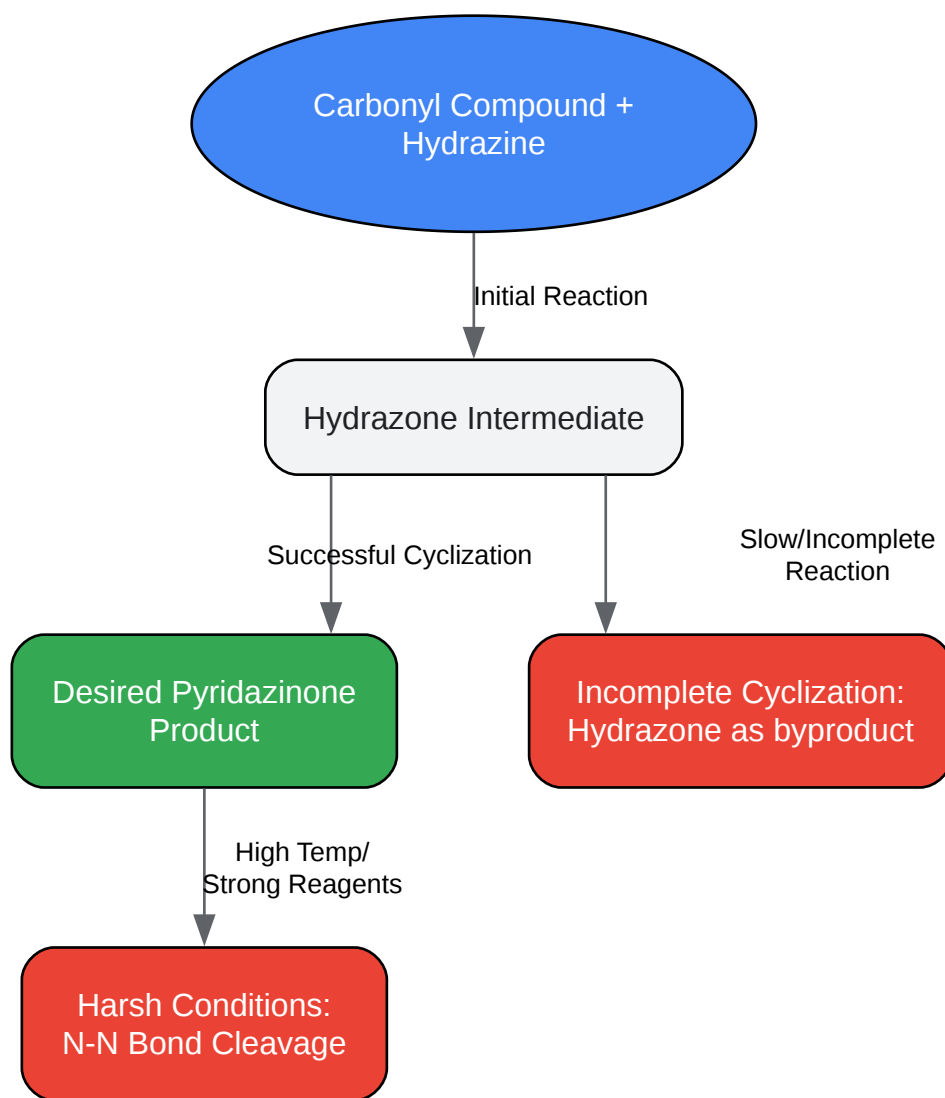 Carbonyl Compound +
Hydrazine
Initial Reaction
Hydrazone Intermediate
Successful Cyclization
Slow/Incomplete
Reaction
Desired Pyridazinone
Product
Incomplete Cyclization:
Hydrazone as byproduct
High Temp/
Strong Reagents
Harsh Conditions:
N-N Bond Cleavage